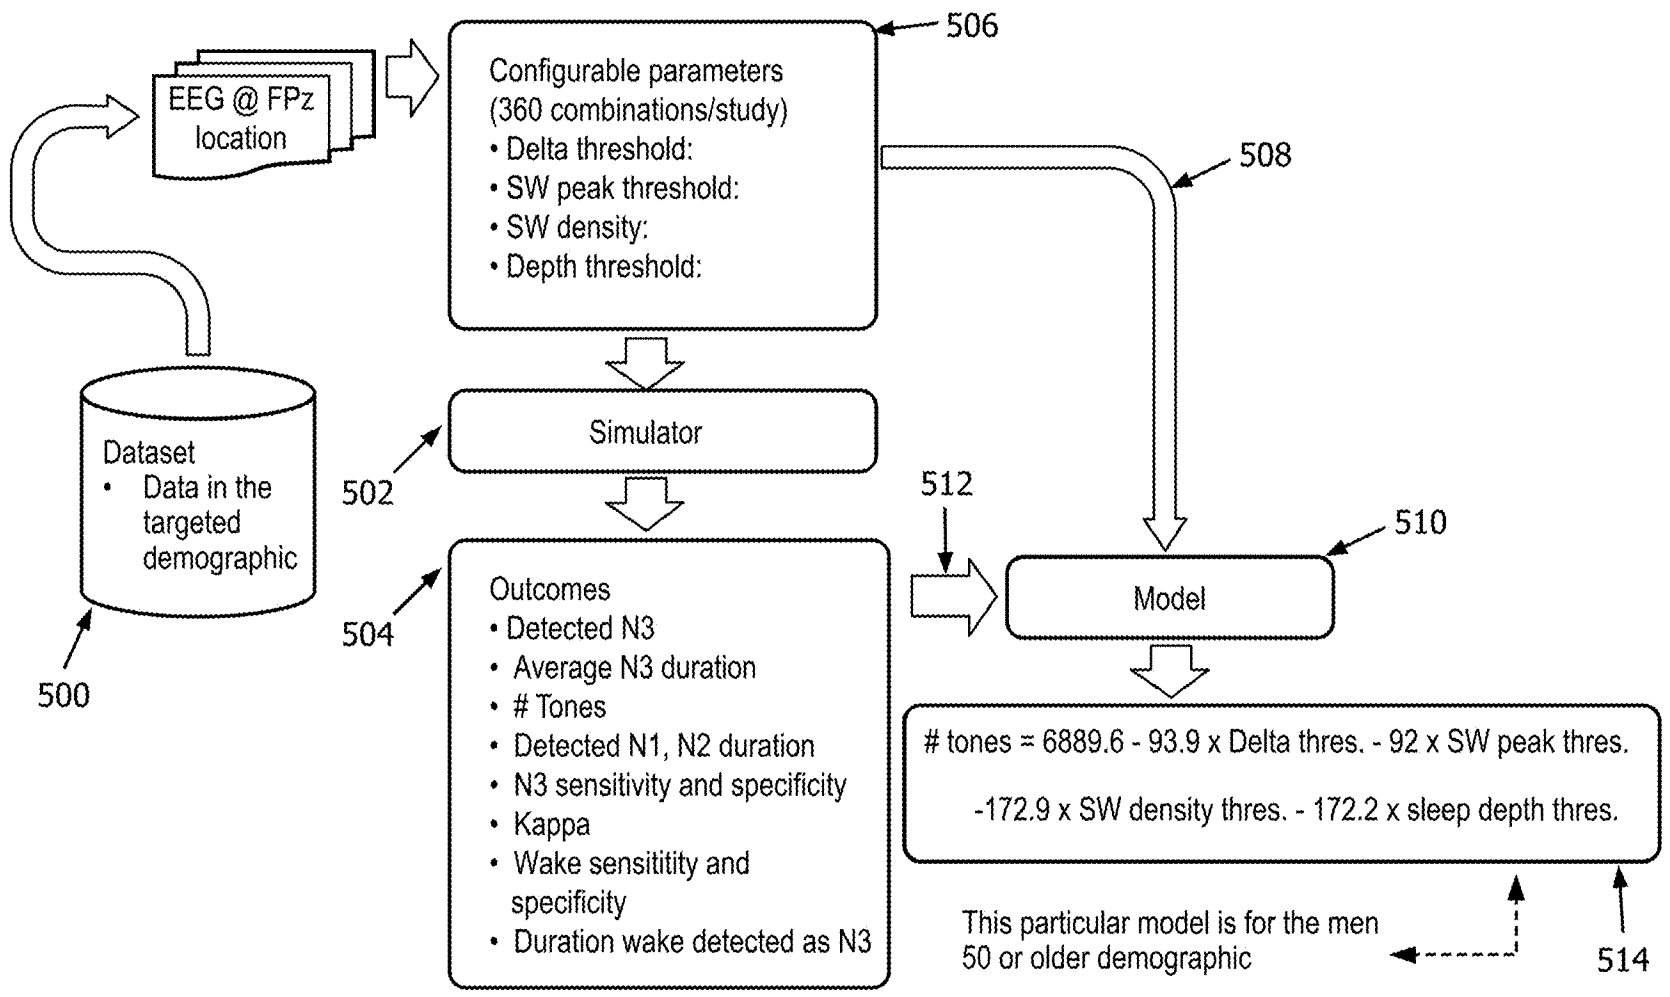 506
EEG @ FPz
location
Configurable parameters
(360 combinations/study)
• Delta threshold:
• SW peak threshold:
• SW density:
• Depth threshold:
508
Dataset
• Data in the
targeted
demographic
500
502
Simulator
504
Outcomes
• Detected N3
• Average N3 duration
• # Tones
• Detected N1, N2 duration
• N3 sensitivity and specificity
• Kappa
• Wake sensititity and
specificity
• Duration wake detected as N3
512
510
Model
# tones = 6889.6 - 93.9 x Delta thres. - 92 x SW peak thres.
-172.9 x SW density thres. - 172.2 x sleep depth thres.
This particular model is for the men
50 or older demographic
514